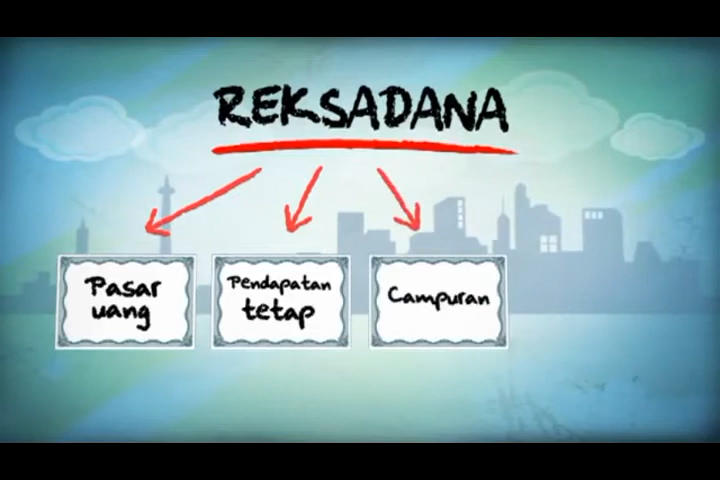 REKSADANA
Pasar
uang
Pendapatan
tetap
Campuran